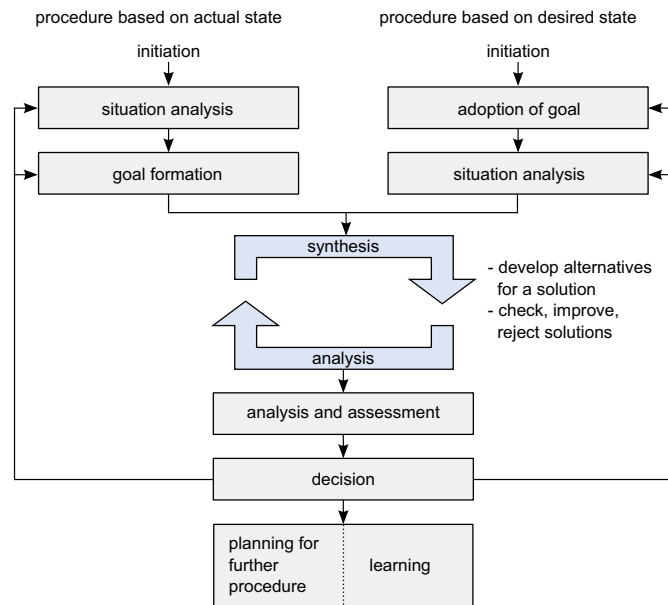 procedure based on actual state
procedure based on desired state
initiation
initiation
situation analysis
adoption of goal
goal formation
situation analysis
synthesis
- develop alternatives
for a solution
- check, improve,
reject solutions
analysis
analysis and assessment
decision
planning for
further
procedure
learning